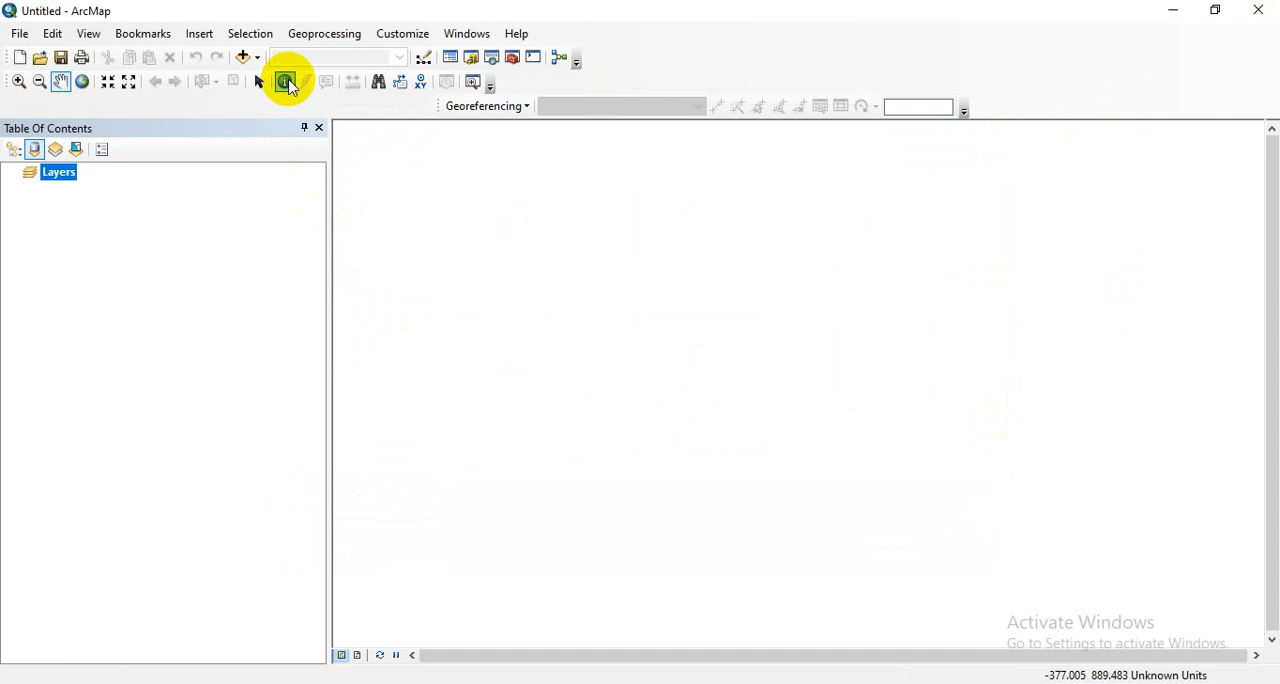 Untitled - ArcMap
File Edit View Bookmarks Insert Selection Geoprocessing Customize Windows Help
XY
Georeferencing
Table Of Contents
Layers
Activate Windows
Go to Settings to activate Windows.
-377.005 889.483 Unknown Units